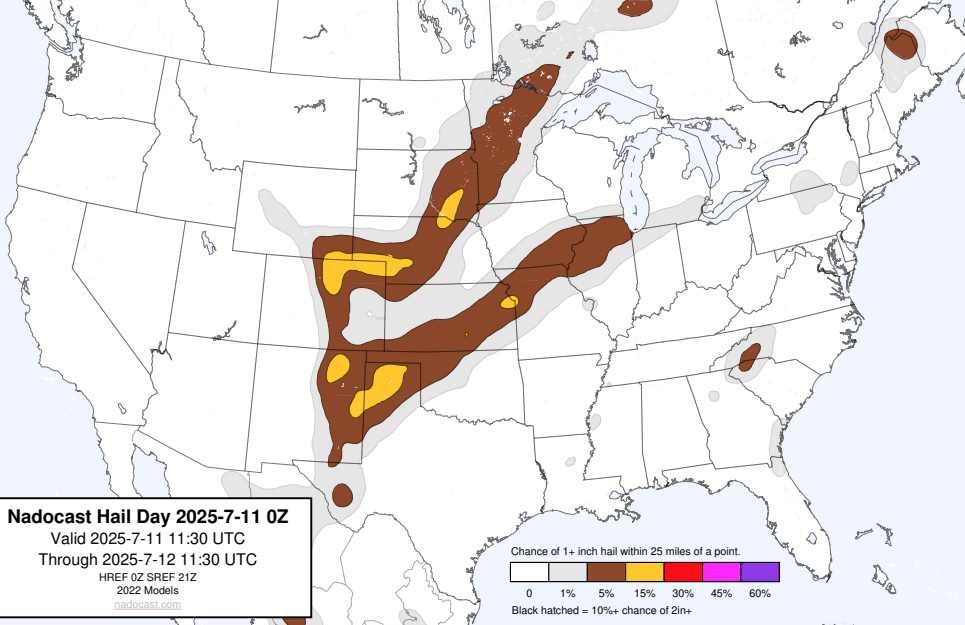 Nadocast Hail Day 2025-7-11 0Z
Valid 2025-7-11 11:30 UTC
Through 2025-7-12 11:30 UTC
HREF 0Z SREF 21Z
2022 Models
nadocast.com
Chance of 1+ inch hail within 25 miles of a point.
0 1% 5% 15% 30% 45% 60%
Black hatched = 10%+ chance of 2in+